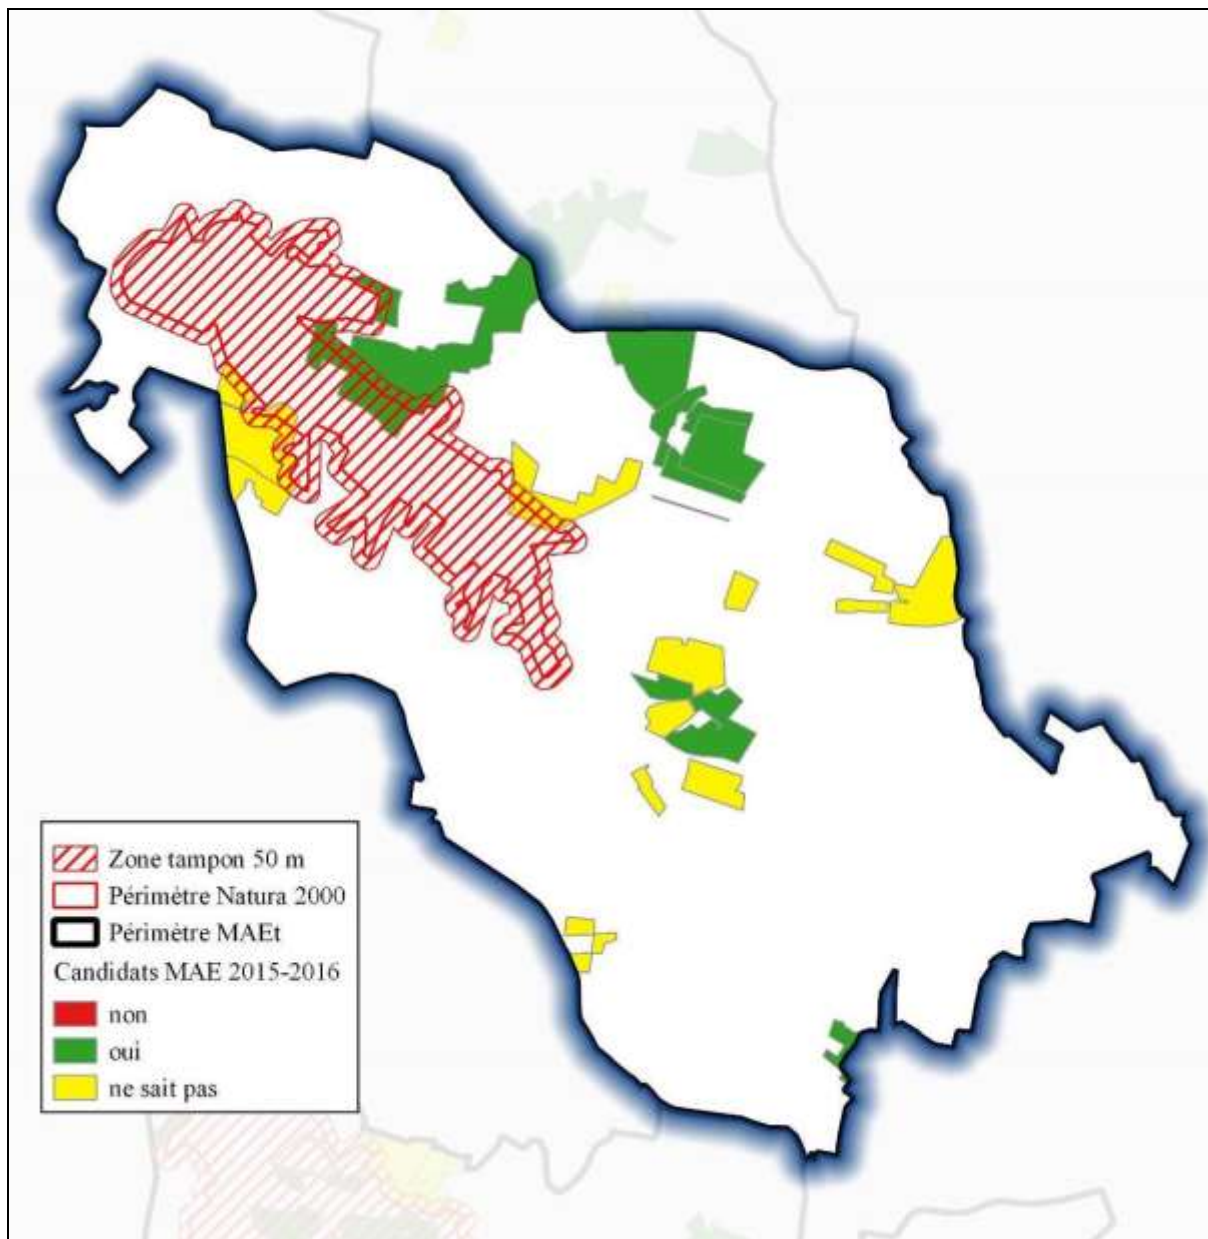 Zone tampon 50 m
Périmètre Natura 2000
Périmètre MAEt
Candidats MAE 2015-2016
non
oui
ne sait pas